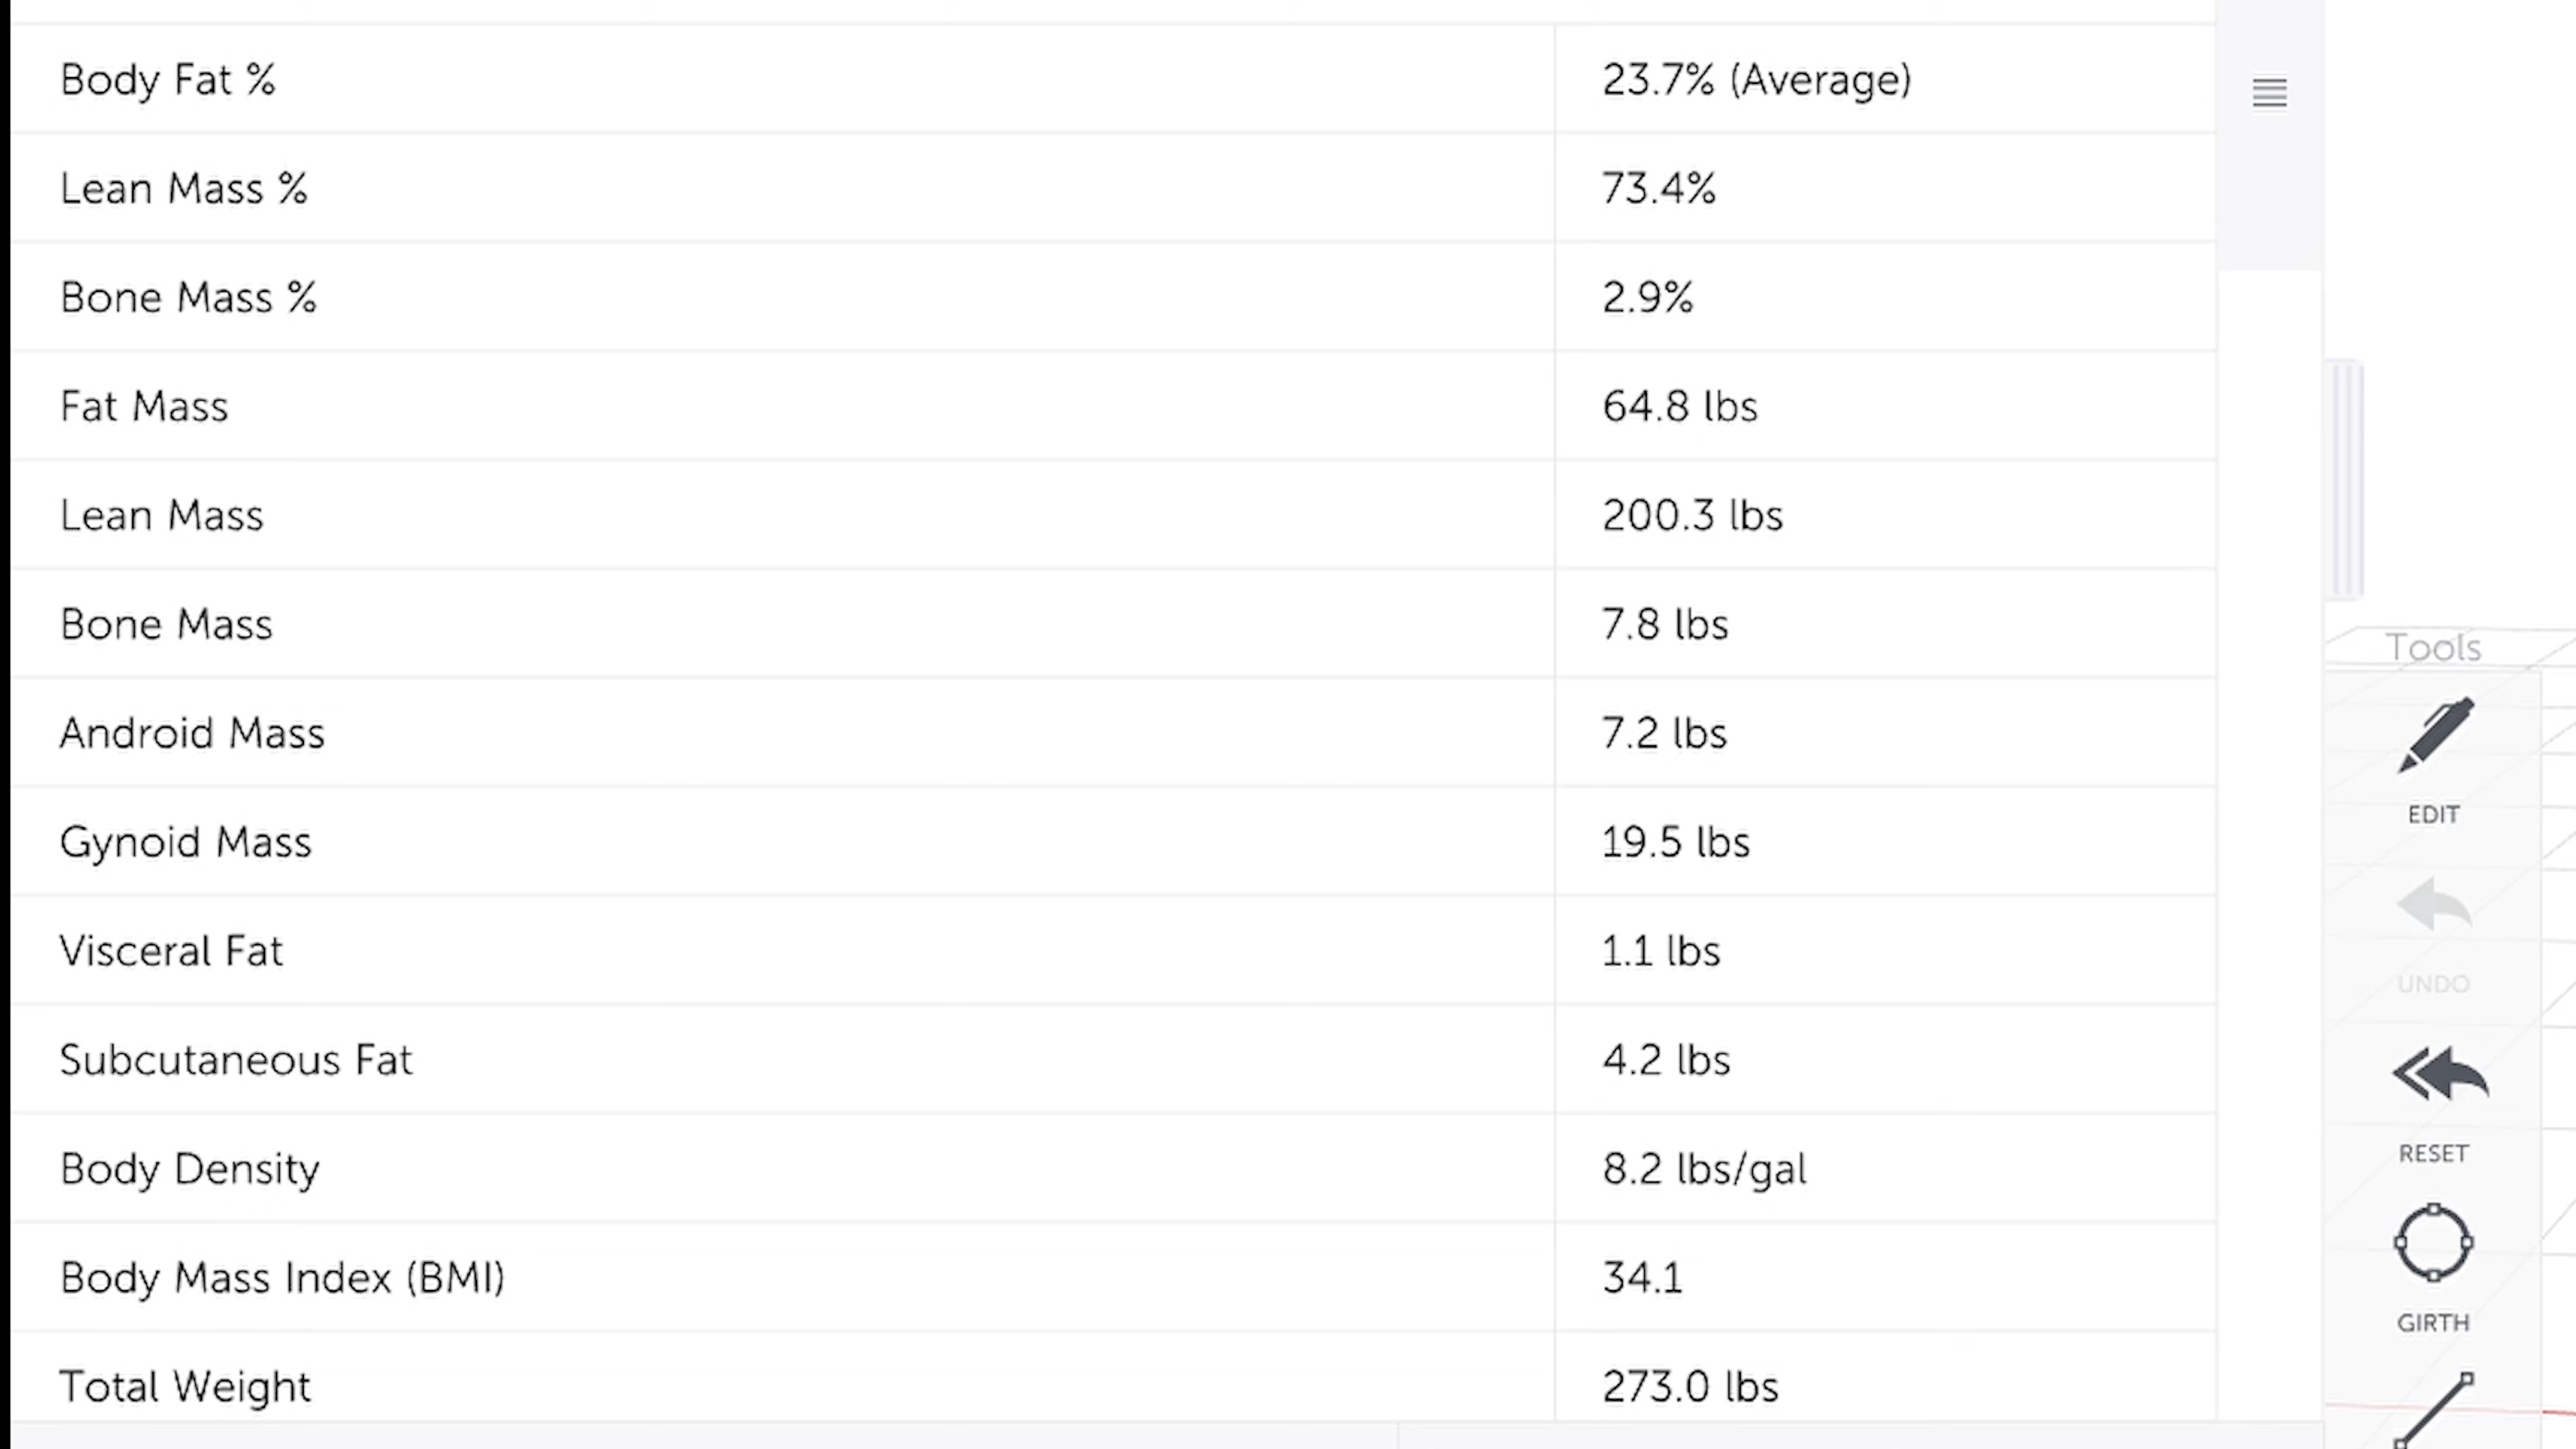 Body Fat % 23.7% (Average)
Lean Mass % 73.4%
Bone Mass % 2.9%
Fat Mass 64.8 lbs
Lean Mass 200.3 lbs
Bone Mass 7.8 lbs
Android Mass 7.2 lbs
Gynoid Mass 19.5 lbs
Visceral Fat 1.1 lbs
Subcutaneous Fat 4.2 lbs
Body Density 8.2 lbs/gal
Body Mass Index (BMI) 34.1
Total Weight 273.0 lbs
Tools
EDIT
UNDO
RESET
GIRTH